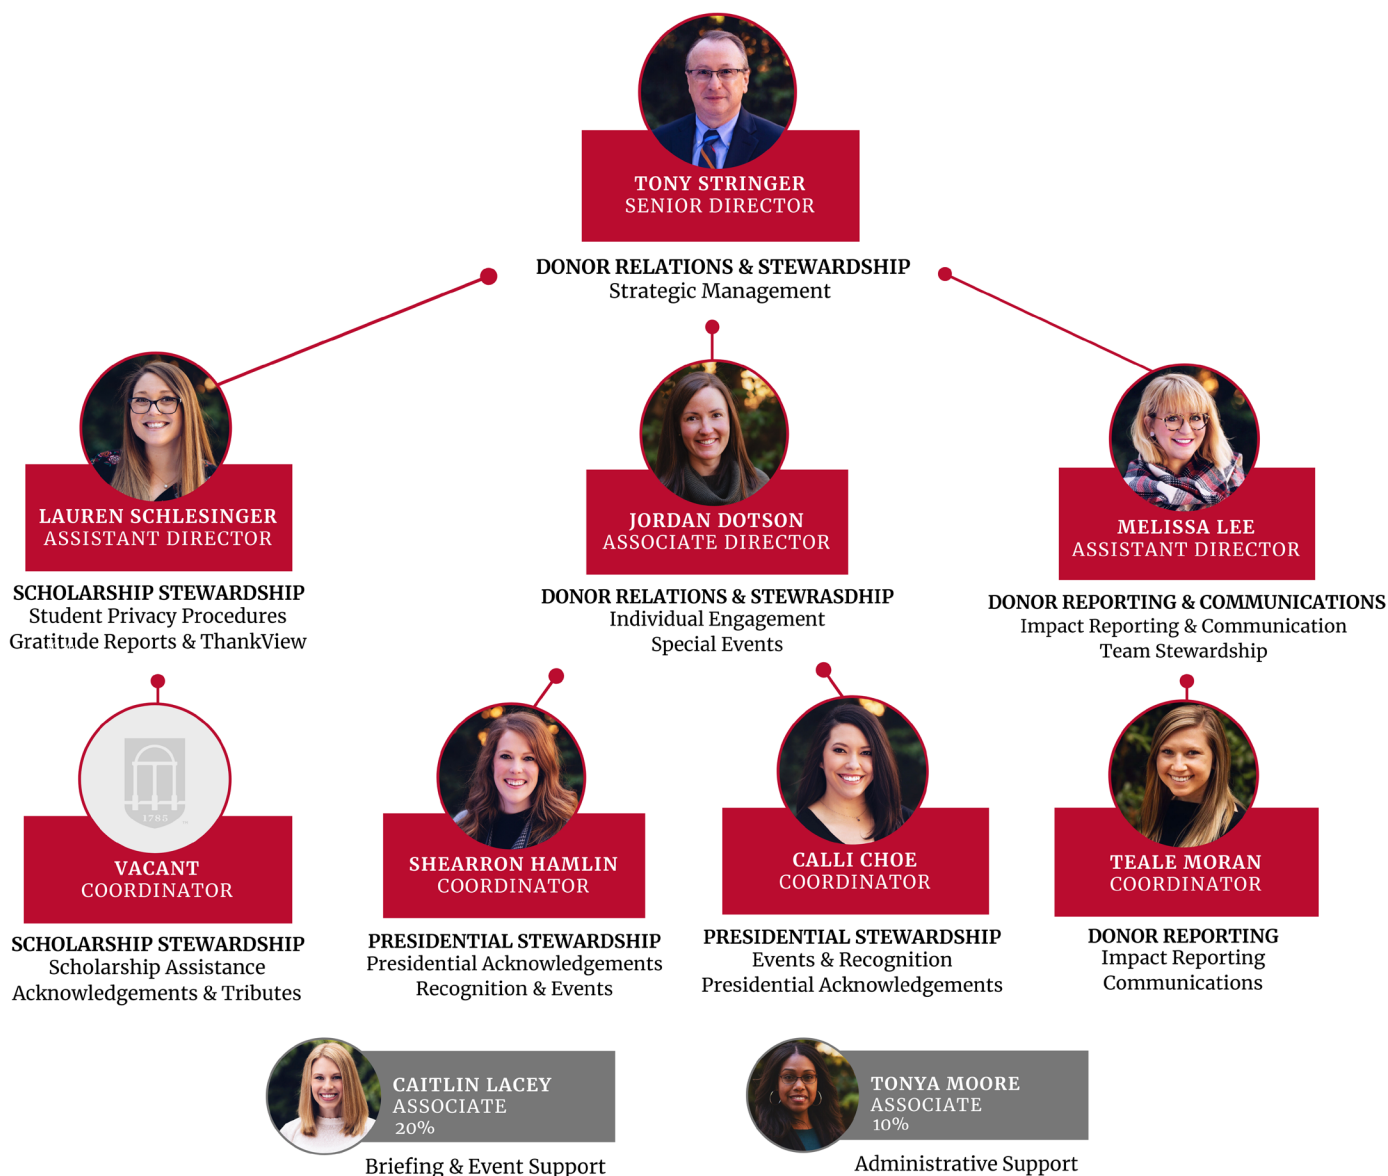 TONY STRINGER
SENIOR DIRECTOR
DONOR RELATIONS & STEWARDSHIP
Strategic Management
LAUREN SCHLESINGER
ASSISTANT DIRECTOR
SCHOLARSHIP STEWARDSHIP
Student Privacy Procedures
Gratitude Reports & ThankView
JORDAN DOTSON
ASSOCIATE DIRECTOR
DONOR RELATIONS & STEWRASDHIP
Individual Engagement
Special Events
MELISSA LEE
ASSISTANT DIRECTOR
DONOR REPORTING & COMMUNICATIONS
Impact Reporting & Communication
Team Stewardship
1785
VACANT
COORDINATOR
SCHOLARSHIP STEWARDSHIP
Scholarship Assistance
Acknowledgements & Tributes
SHEARRON HAMLIN
COORDINATOR
PRESIDENTIAL STEWARDSHIP
Presidential Acknowledgements
Recognition & Events
CALLI CHOE
COORDINATOR
PRESIDENTIAL STEWARDSHIP
Events & Recognition
Presidential Acknowledgements
TEALE MORAN
COORDINATOR
DONOR REPORTING
Impact Reporting
Communications
CAITLIN LACEY
ASSOCIATE
20%
Briefing & Event Support
TONYA MOORE
ASSOCIATE
10%
Administrative Support